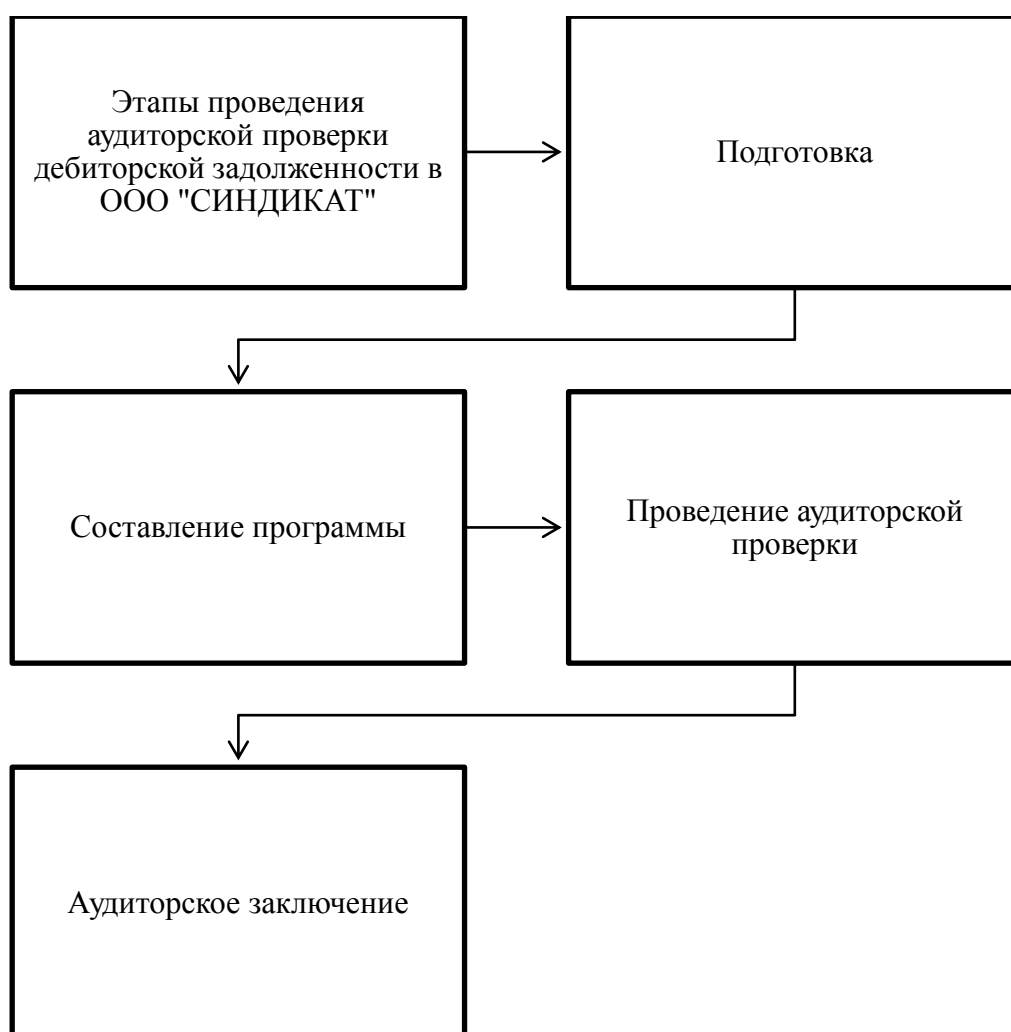 Этапы проведения
аудиторской проверки
дебиторской задолженности в
ООО "СИНДИКАТ"
Подготовка
Составление программы
Проведение аудиторской
проверки
Аудиторское заключение